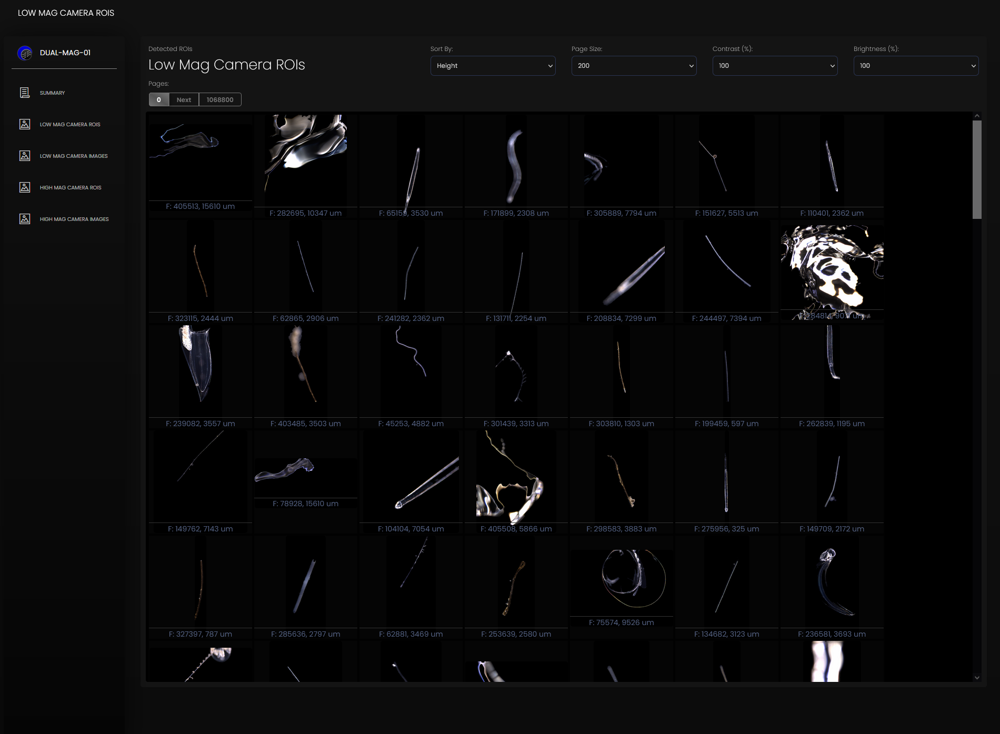 LOW MAG CAMERA ROIS
DUAL-MAG-01
SUMMARY
LOW MAG CAMERA ROIS
LOW MAG CAMERA IMAGES
HIGH MAG CAMERA ROIS
HIGH MAG CAMERA IMAGES
Detected ROIs
Low Mag Camera ROIs
Sort By:
Height
Page Size:
200
Contrast (%):
100
Brightness (%):
100
Pages:
0 Next 1068800
F: 405513, 15610 um
F: 282695, 10347 um
F: 65159, 3530 um
F: 171899, 2308 um
F: 305889, 7794 um
F: 151627, 5513 um
F: 110401, 2362 um
F: 323115, 2444 um
F: 62865, 2906 um
F: 241282, 2362 um
F: 131711, 2254 um
F: 208834, 7299 um
F: 244497, 7394 um
um
F: 239082, 3557 um
F: 403485, 3503 um
F: 45253, 4882 um
F: 301439, 3313 um
F: 303810, 1303 um
F: 199459, 597 um
F: 262839, 1195 um
F: 149762, 7143 um
F: 78928, 15610 um
F: 104104, 7054 um
F: 405508, 5866 um
F: 298583, 3883 um
F: 275956, 325 um
F: 149709, 2172 um
F: 327397, 787 um
F: 285636, 2797 um
F: 62881, 3469 um
F: 253639, 2580 um
F: 75574, 9526 um
F: 134682, 3123 um
F: 236581, 3693 um